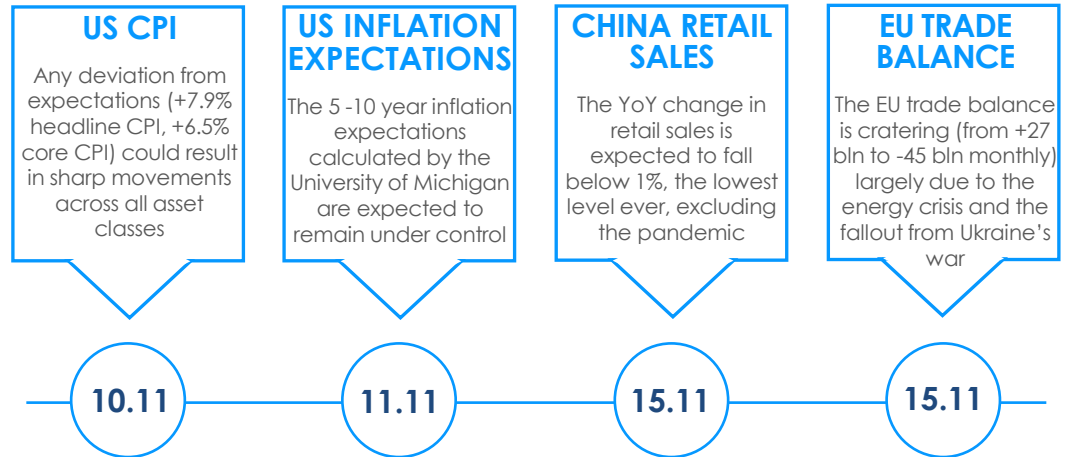 US CPI
Any deviation from
expectations (+7.9%
headline CPI, +6.5%
core CPI) could result
in sharp movements
across all asset
classes
US INFLATION
EXPECTATIONS
The 5 -10 year inflation
expectations
calculated by the
University of Michigan
are expected to
remain under control
CHINA RETAIL
SALES
The YoY change in
retail sales is
expected to fall
below 1%, the lowest
level ever, excluding
the pandemic
EU TRADE
BALANCE
The EU trade balance
is cratering (from +27
bln to -45 bln monthly)
largely due to the
energy crisis and the
fallout from Ukraine’s
war
10.11
11.11
15.11
15.11